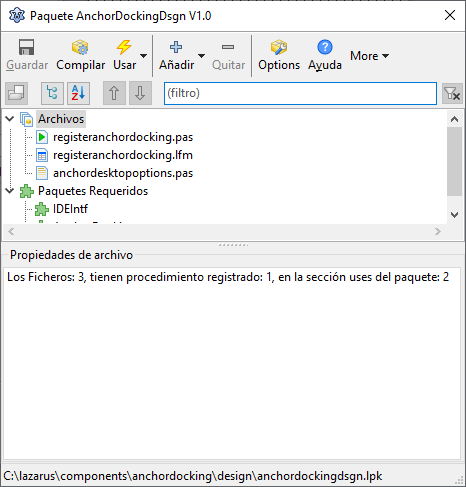 Paquete AnchorDockingDsgn V1.0
Guardar Compilar Usar Añadir Quitar Options Ayuda More
(filtro)
Archivos
registeranchordocking.pas
registeranchordocking.lfm
anchordesktopoptions.pas
Paquetes Requeridos
IDEIntf
Propiedades de archivo
Los Ficheros: 3, tienen procedimiento registrado: 1, en la sección uses del paquete: 2
C:\lazarus\components\anchordocking\design\anchordockingdsgn.lpk